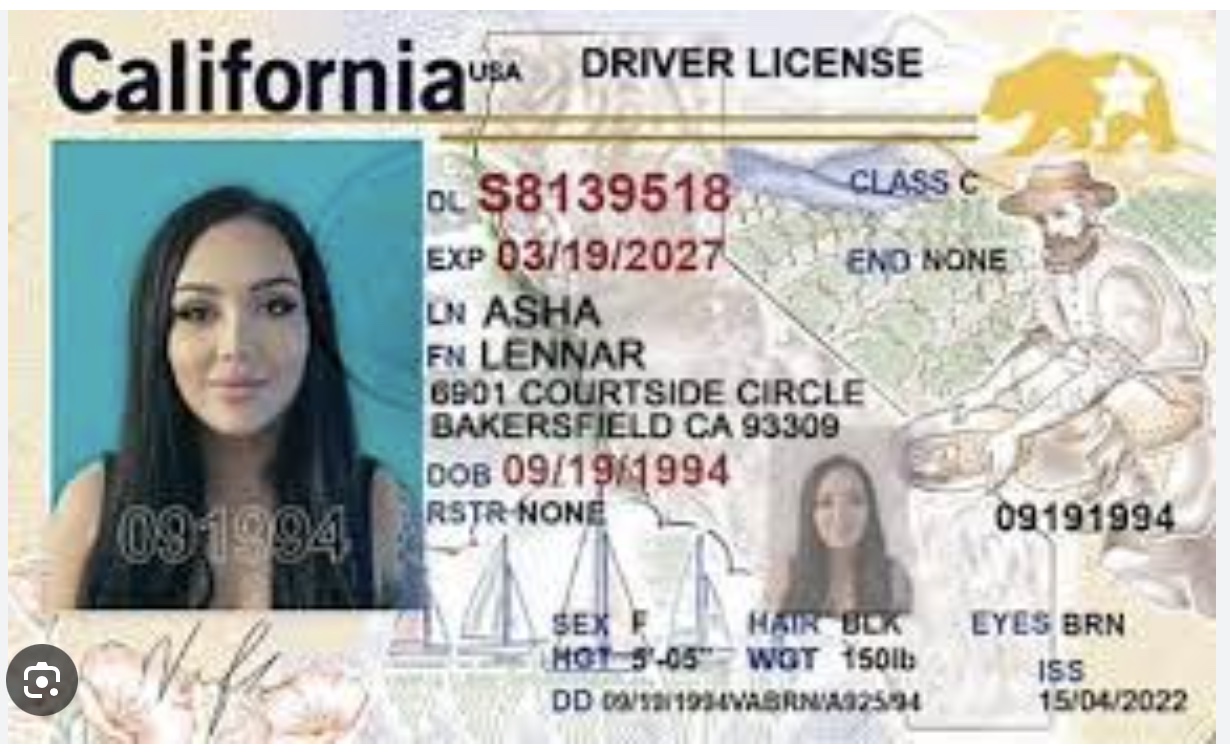 California USA DRIVER LICENSE
DL S8139518 CLASS C
EXP 03/19/2027 END NONE
LN ASHA
FN LENNAR
6901 COURTSIDE CIRCLE
BAKERSFIELD CA 93309
DOB 09/19/1994
RSTR NONE 09191994
091994
SEX F HAIR BLK EYES BRN
HGT 5'-05" WGT 150lb ISS
DD 09/19/1994VABRN/A925/94 15/04/2022